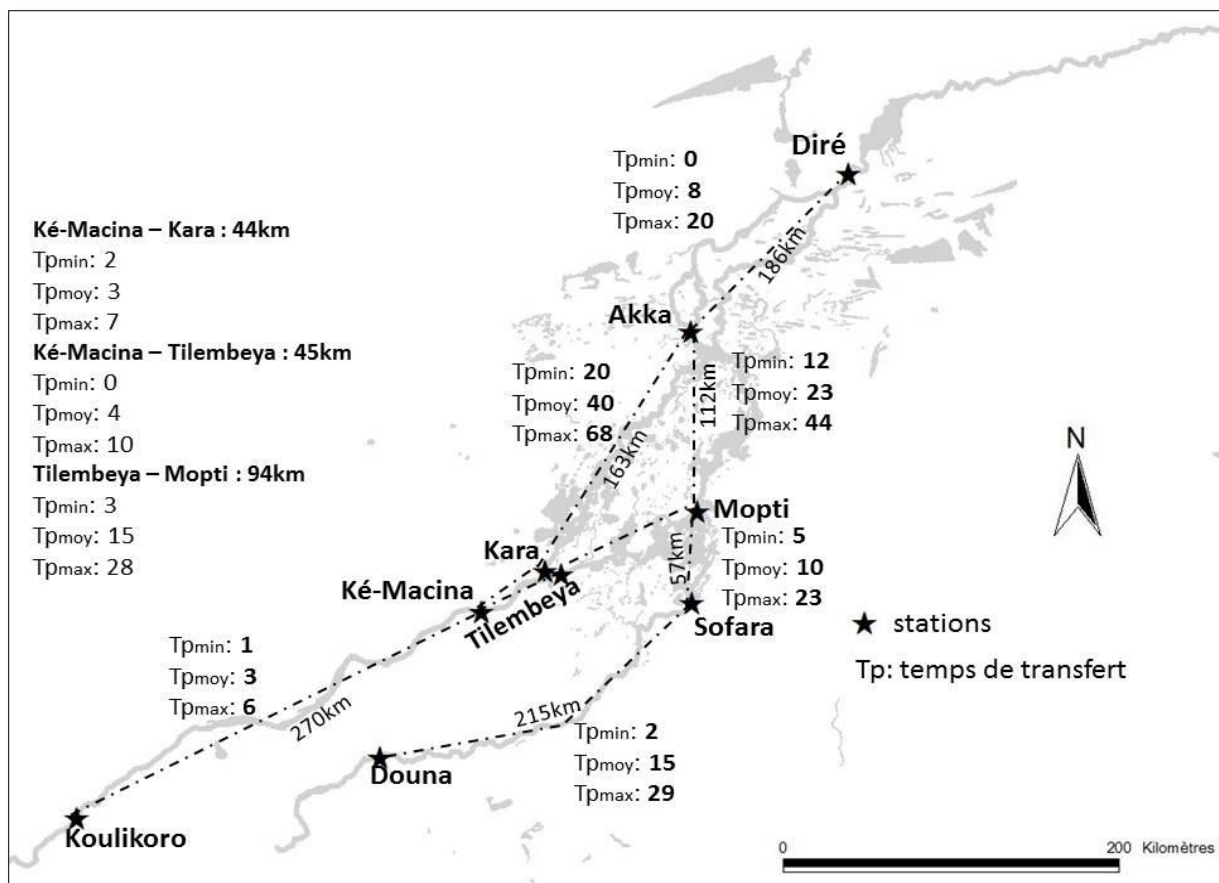 Diré
Tpmin: 0
Tpmoy: 8
Tpmax: 20
186km
Ké-Macina – Kara : 44km
Tpmin: 2
Tpmoy: 3
Tpmax: 7
Ké-Macina – Tilembeya : 45km
Tpmin: 0
Tpmoy: 4
Tpmax: 10
Tilembeya – Mopti : 94km
Tpmin: 3
Tpmoy: 15
Tpmax: 28
Akka
Tpmin: 20
Tpmoy: 40
Tpmax: 68
163km
112km
Tpmin: 12
Tpmoy: 23
Tpmax: 44
N
Mopti
Tpmin: 5
Tpmoy: 10
Tpmax: 23
57km
Kara
Ké-Macina
Tilembeya
Sofara
stations
Tp: temps de transfert
Tpmin: 1
Tpmoy: 3
Tpmax: 6
270km
215km
Tpmin: 2
Tpmoy: 15
Tpmax: 29
Douna
Koulikoro
0 200 Kilomètres